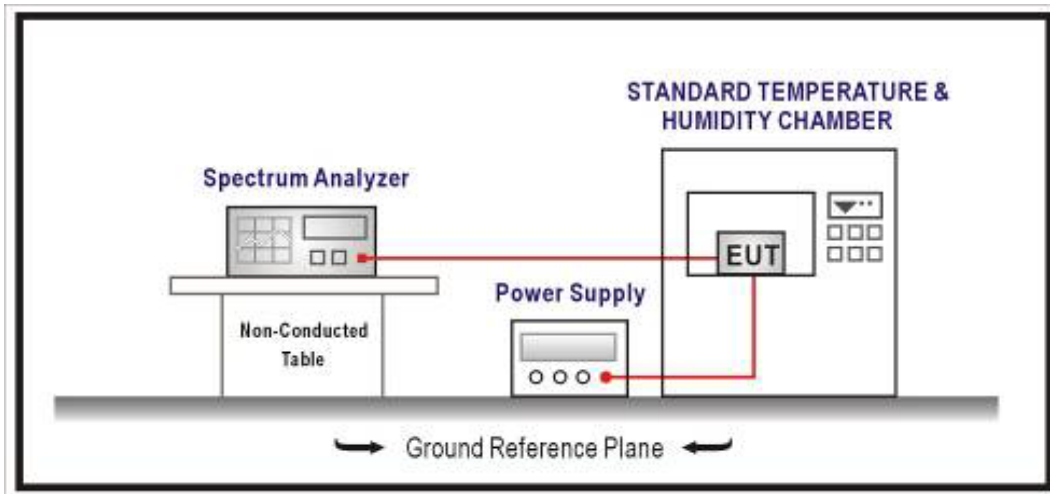 STANDARD TEMPERATURE &
HUMIDITY CHAMBER
Spectrum Analyzer
EUT
Power Supply
Non-Conducted
Table
Ground Reference Plane